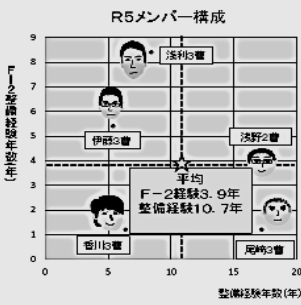 R5メンバー構成
F-2整備経験年数(年)
9
8
7
6
5
4
3
2
1
0
浅利3曹
伊藤3曹
浅野2曹
平均
F-2経験3.9年
整備経験10.7年
香川3曹
尾崎3曹
0 5 10 15 20
整備経験年数(年)